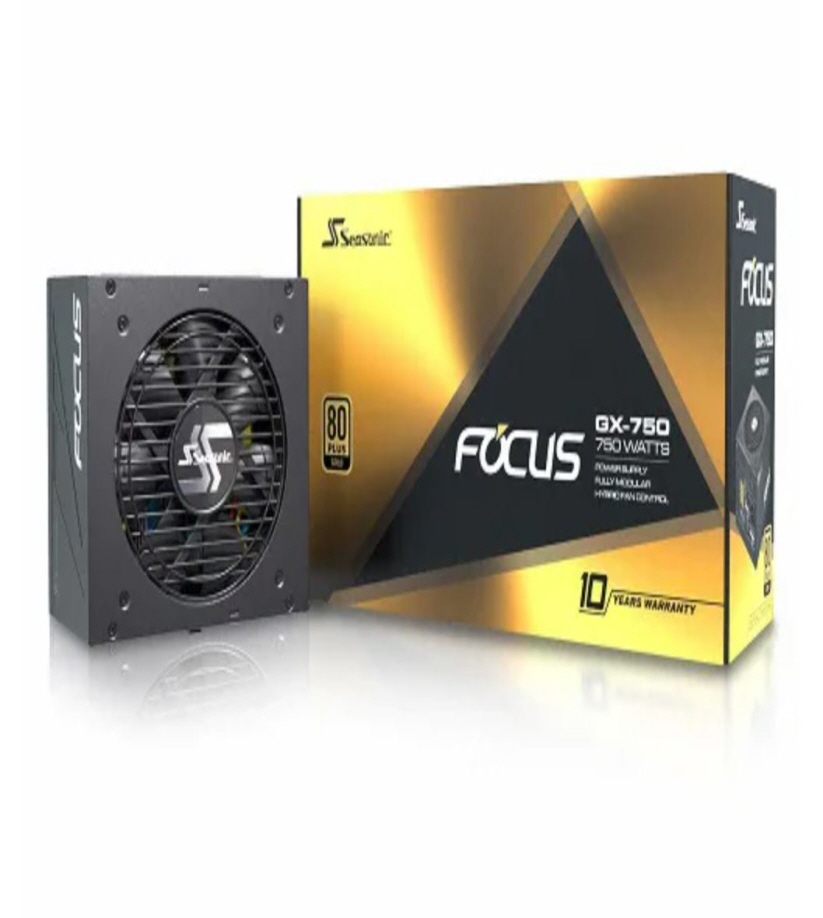 Seasonic
FOCUS
Seasonic
80
PLUS
GOLD
FOCUS
GX-750
750 WATTS
POWER SUPPLY
FULLY MODULAR
HYBRID FAN CONTROL
10 YEARS WARRANTY
Seasonic
FOCUS
GX-750